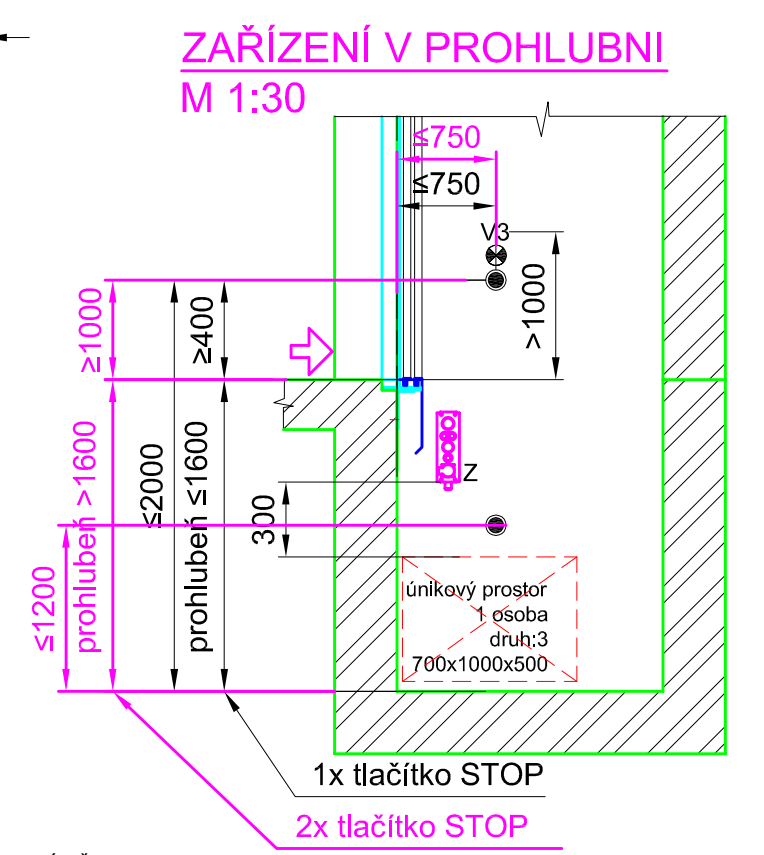 ZAŘÍZENÍ V PROHLUBNI
M 1:30
≤750
≤750
V3
≥1000
≥400
>1000
prohlubeň >1600
≤2000
prohlubeň ≤1600
Z
300
≤1200
únikový prostor
1 osoba
druh:3
700x1000x500
1x tlačítko STOP
2x tlačítko STOP